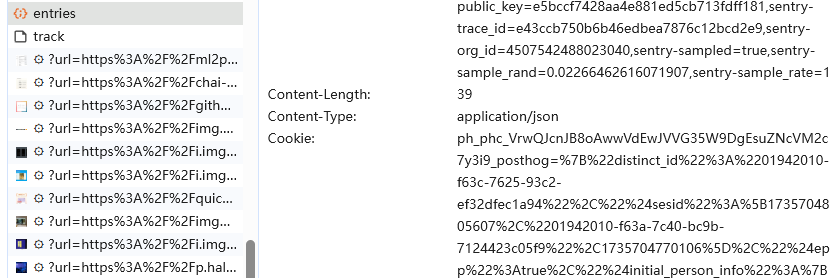 entries
track
?url=https%3A%2F%2Fml2p...
?url=https%3A%2F%2Fchai-...
?url=https%3A%2F%2Fgith...
?url=https%3A%2F%2Fimg....
?url=https%3A%2F%2Fi.img...
?url=https%3A%2F%2Fi.img...
?url=https%3A%2F%2Fquic...
?url=https%3A%2F%2Fimg...
?url=https%3A%2F%2Fi.img...
?url=https%3A%2F%2Fp.hal...
public_key=e5bccf7428aa4e881ed5cb713fdff181,sentry-
trace_id=e43ccb750b6b46edbea7876c12bcd2e9,sentry-
org_id=4507542488023040,sentry-sampled=true,sentry-
sample_rand=0.02266462616071907,sentry-sample_rate=1
Content-Length: 39
Content-Type: application/json
Cookie: ph_phc_VrwQJcnJB8oAwwVdEwJVVG35W9DgEsuZNcVM2c
7y3i9_posthog=%7B%22distinct_id%22%3A%2201942010-
f63c-7625-93c2-
ef32dfec1a94%22%2C%22%24sesid%22%3A%5B17357048
05607%2C%2201942010-f63a-7c40-bc9b-
7124423c05f9%22%2C1735704770106%5D%2C%22%24ep
p%22%3Atrue%2C%22%24initial_person_info%22%3A%7B